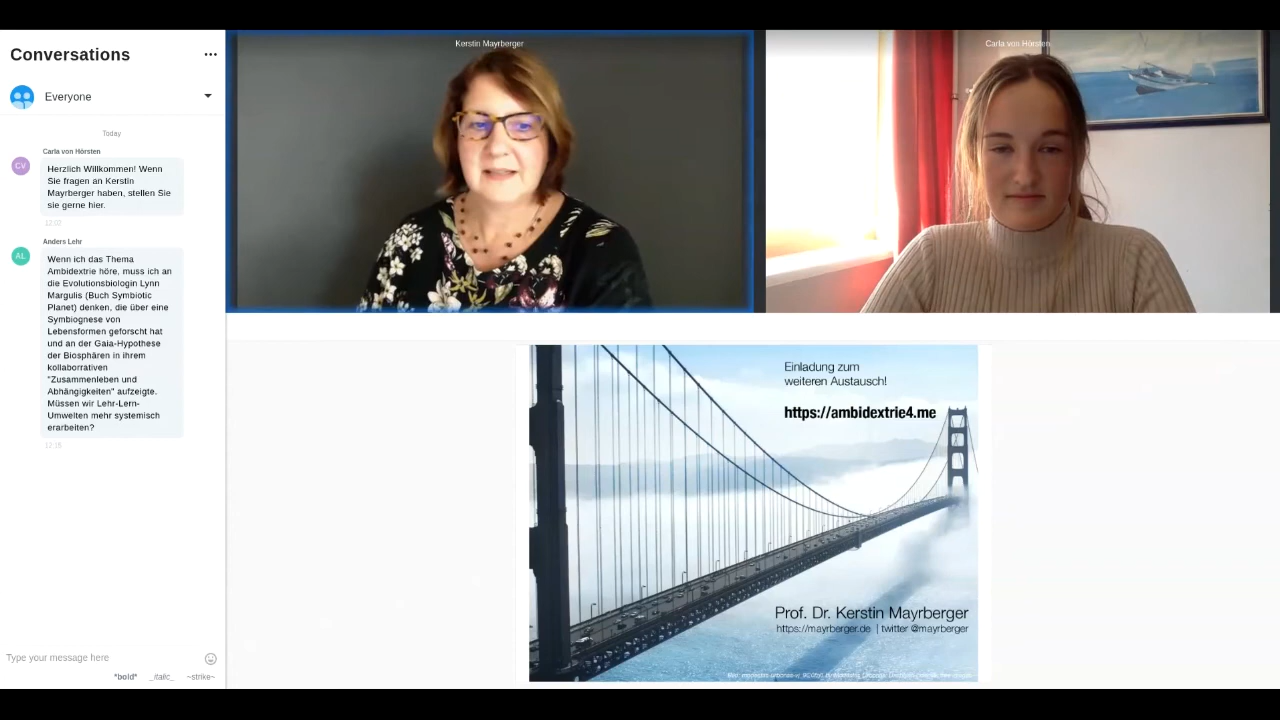 Conversations
Everyone
Today
Carla von Hörsten
CV
Herzlich Willkommen! Wenn
Sie fragen an Kerstin
Mayrberger haben, stellen Sie
sie gerne hier.
Anders Lehr
AL
Wenn ich das Thema
Ambidextrie höre, muss ich an
die Evolutionsbiologin Lynn
Margulis (Buch Symbiotic
Planet) denken, die über eine
Symbiognese von
Lebensformen geforscht hat
und an der Gaia-Hypothese
der Biosphären in ihrem
kollaborrativen
"Zusammenleben und
Abhängigkeiten" aufzeigte.
Müssen wir Lehr-Lern-
Umwelten mehr systemisch
erarbeiten?
Type your message here
*bold* _italic_ ~strike~
Kerstin Mayrberger
Carla von Hörsten
Einladung zum
weiteren Austausch!
https://ambidextrie4.me
Prof. Dr. Kerstin Mayrberger
https://mayrberger.de | twitter @mayrberger